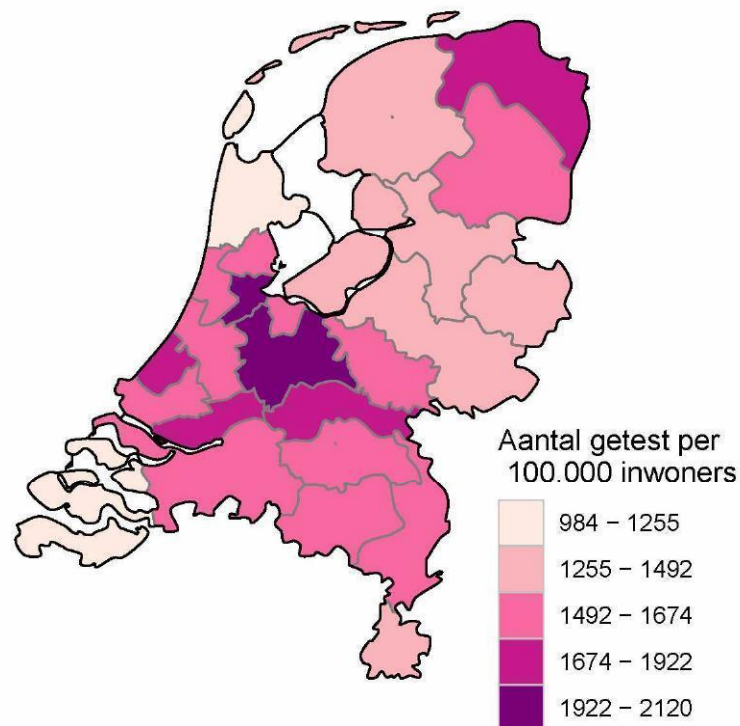 Aantal getest per
100.000 inwoners
984 − 1255
1255 − 1492
1492 − 1674
1674 − 1922
1922 − 2120